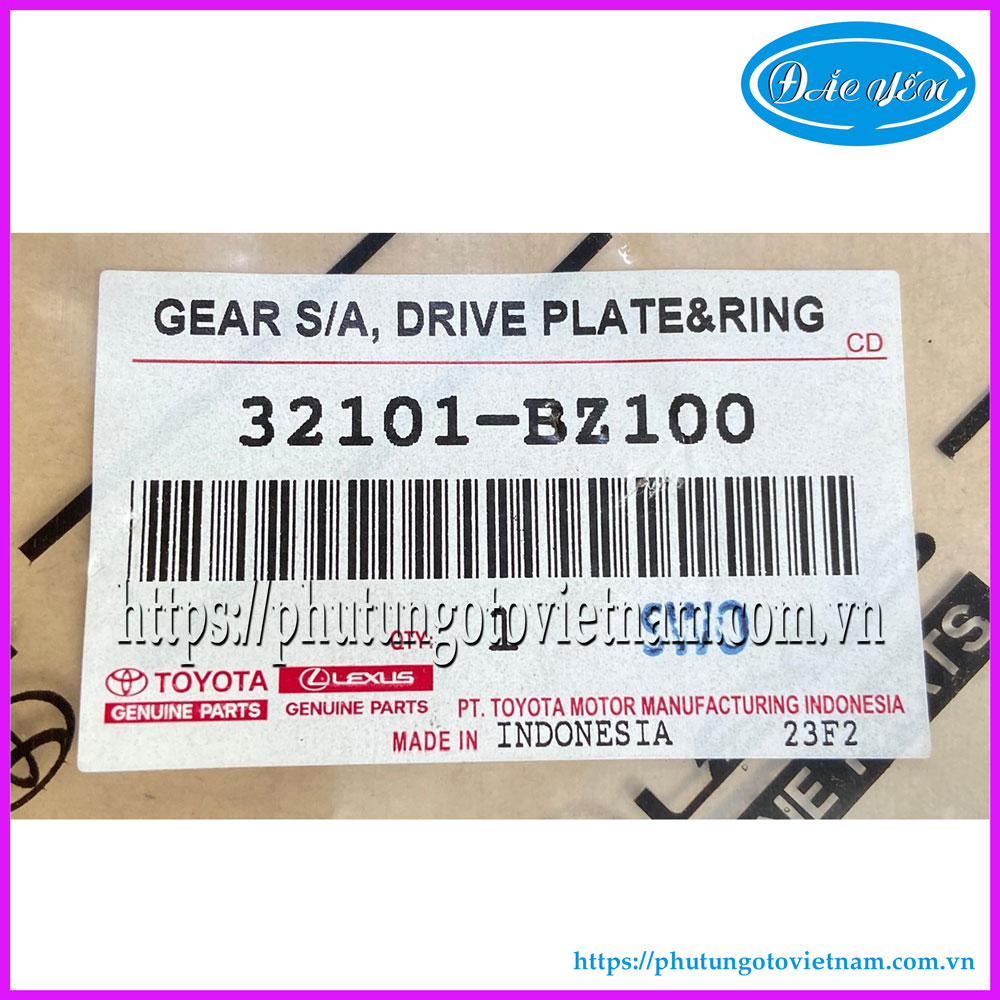 ĐẮC YẾN
GEAR S/A, DRIVE PLATE&RING
CD
32101-BZ100
https://phutungotovietnam.com.vn
QTY: 1
TOYOTA LEXUS
GENUINE PARTS GENUINE PARTS
PT. TOYOTA MOTOR MANUFACTURING INDONESIA
MADE IN INDONESIA 23F2
https://phutungotovietnam.com.vn